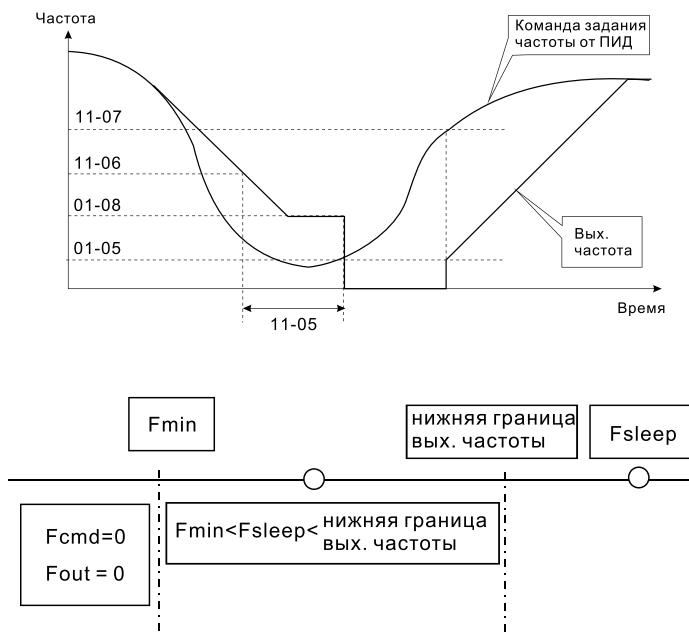 Частота
Команда задания
частоты от ПИД
11-07
11-06
01-08
01-05
Вых.
частота
Время
11-05
Fmin
нижняя граница
вых. частоты
Fsleep
Fcmd=0
Fout = 0
Fmin<Fsleep< нижняя граница
вых. частоты